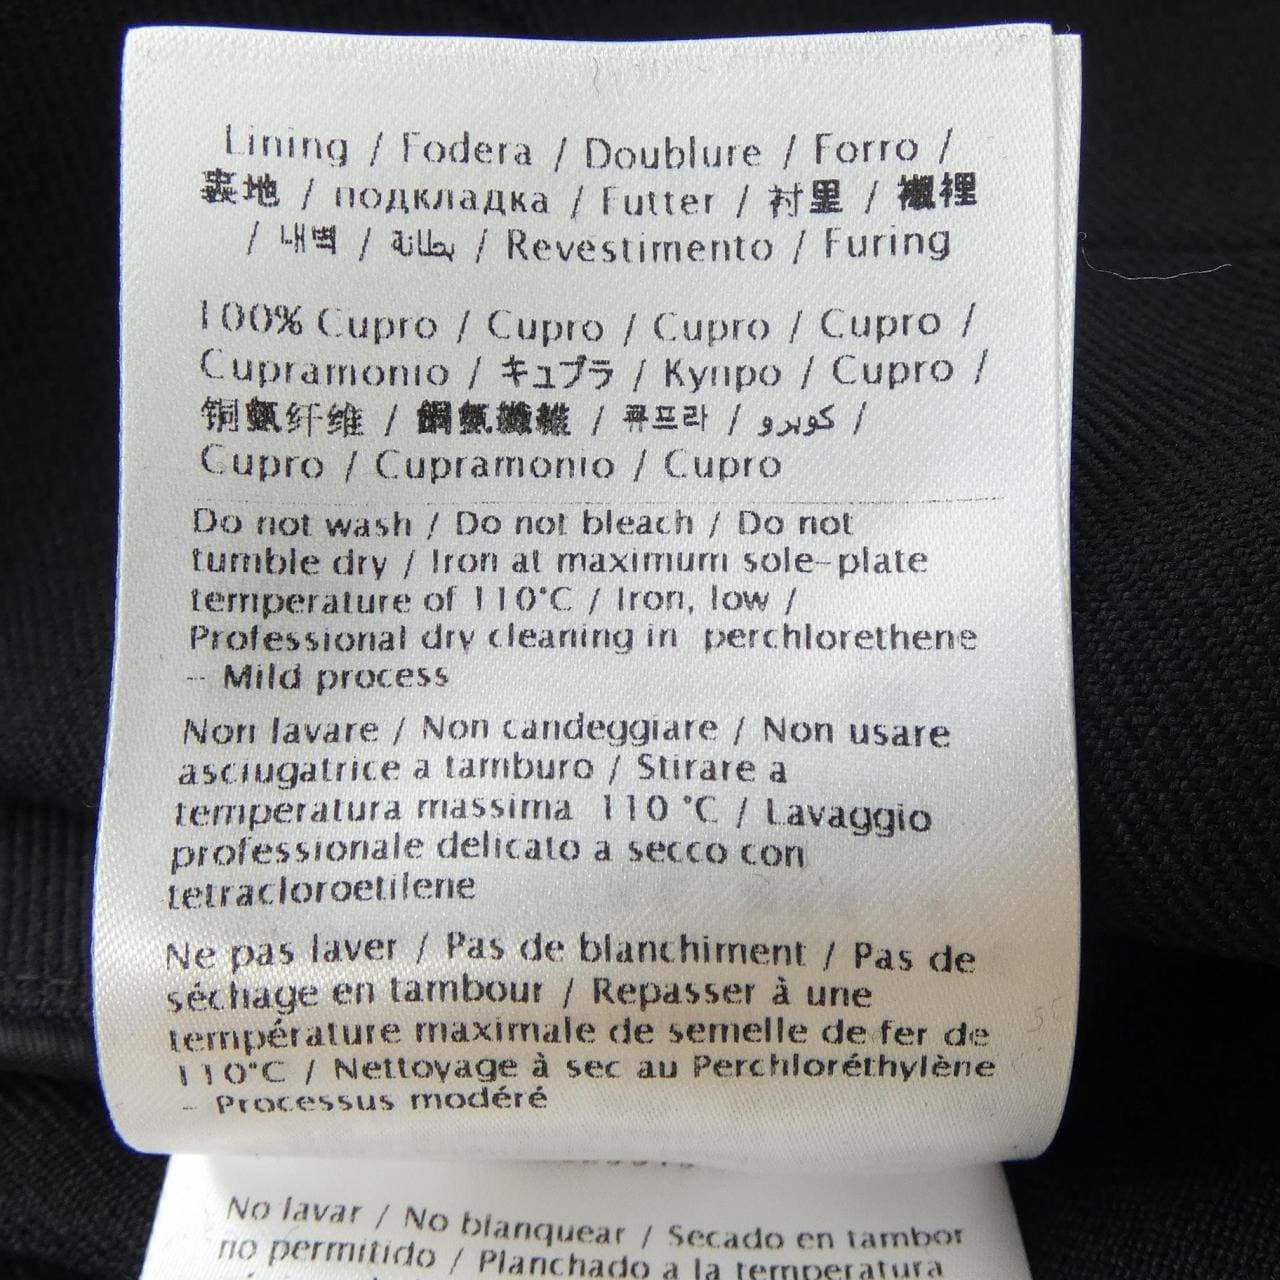 Lining / Fodera / Doublure / Forro /
裏地 / подкладка / Futter / 衬里 / 襯裡
/ 내벽 / بطانة / Revestimento / Furing
100% Cupro / Cupro / Cupro / Cupro /
Cupramonio / キュプラ / Купро / Cupro /
铜氨纤维 / 銅氨纖維 / 큐프라 / كوبرو /
Cupro / Cupramonio / Cupro
Do not wash / Do not bleach / Do not
tumble dry / Iron at maximum sole-plate
temperature of 110°C / Iron, low /
Professional dry cleaning in perchlorethene
- Mild process
Non lavare / Non candeggiare / Non usare
asciugatrice a tamburo / Stirare a
temperatura massima 110 °C / Lavaggio
professionale delicato a secco con
tetracloroetilene
Ne pas laver / Pas de blanchiment / Pas de
séchage en tambour / Repasser à une
température maximale de semelle de fer de
110°C / Nettoyage à sec au Perchloréthylène
- Processus modéré
No lavar / No blanquear / Secado en tambor
no permitido / Planchado a la temperatura